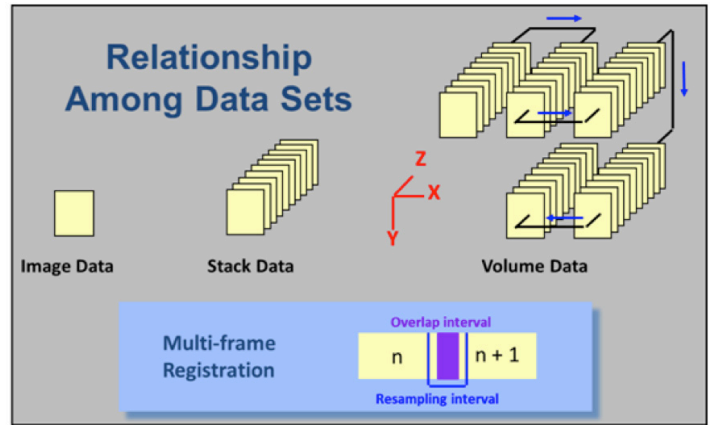 Relationship
Among Data Sets
Z
X
Y
Image Data
Stack Data
Volume Data
Multi-frame
Registration
Overlap interval
n
n + 1
Resampling interval